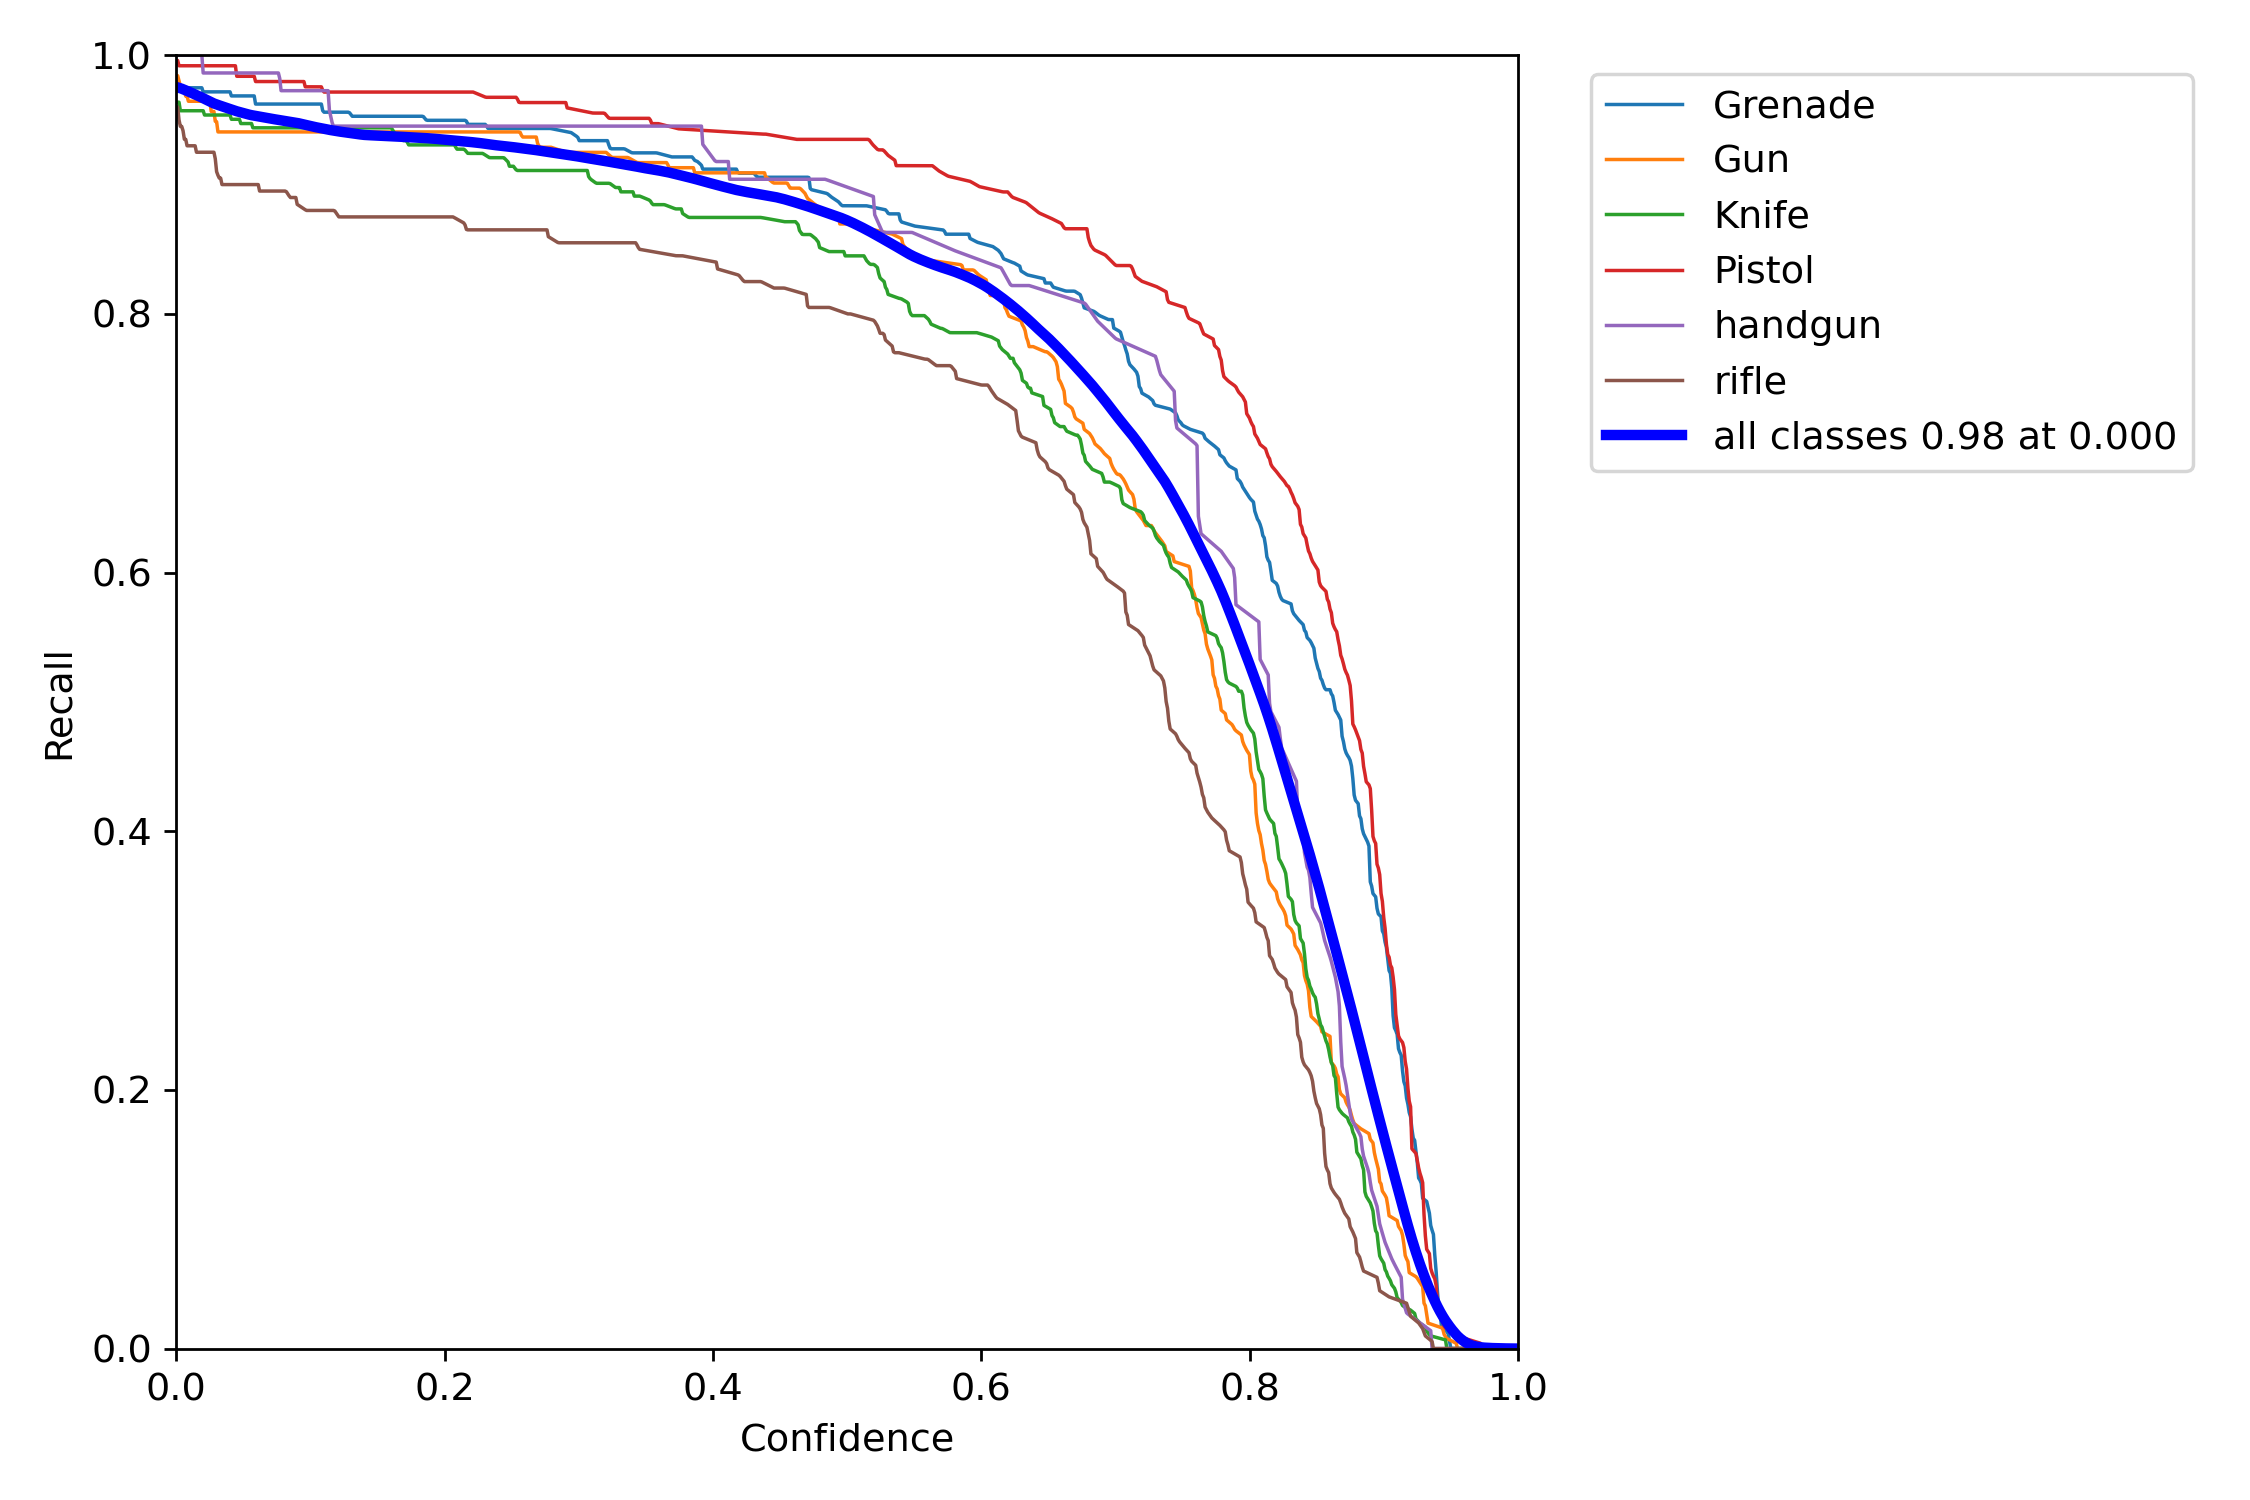 1.0
0.8
0.6
0.4
0.2
0.0
Recall
0.0 0.2 0.4 0.6 0.8 1.0
Confidence
Grenade
Gun
Knife
Pistol
handgun
rifle
all classes 0.98 at 0.000